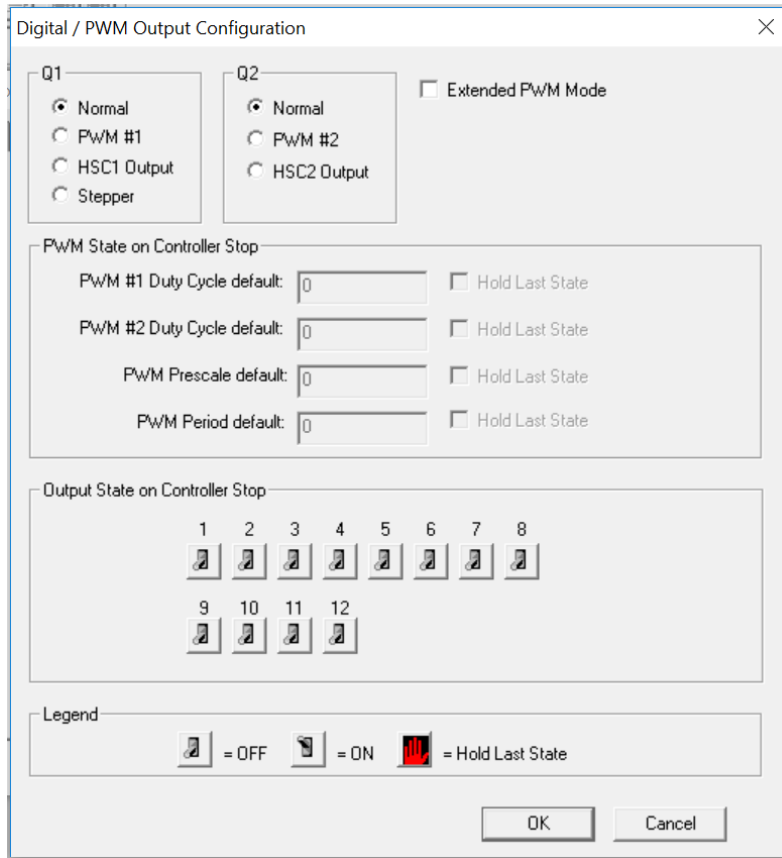 Digital / PWM Output Configuration
Q1
Normal
PWM #1
HSC1 Output
Stepper
Q2
Normal
PWM #2
HSC2 Output
Extended PWM Mode
PWM State on Controller Stop
PWM #1 Duty Cycle default: 0 Hold Last State
PWM #2 Duty Cycle default: 0 Hold Last State
PWM Prescale default: 0 Hold Last State
PWM Period default: 0 Hold Last State
Output State on Controller Stop
1 2 3 4 5 6 7 8
9 10 11 12
Legend
= OFF = ON = Hold Last State
OK Cancel